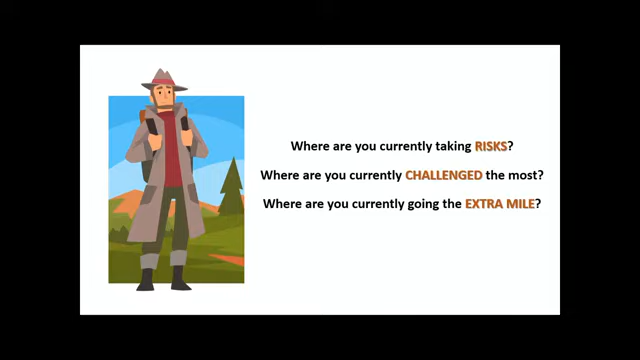 Where are you currently taking RISKS?
Where are you currently CHALLENGED the most?
Where are you currently going the EXTRA MILE?